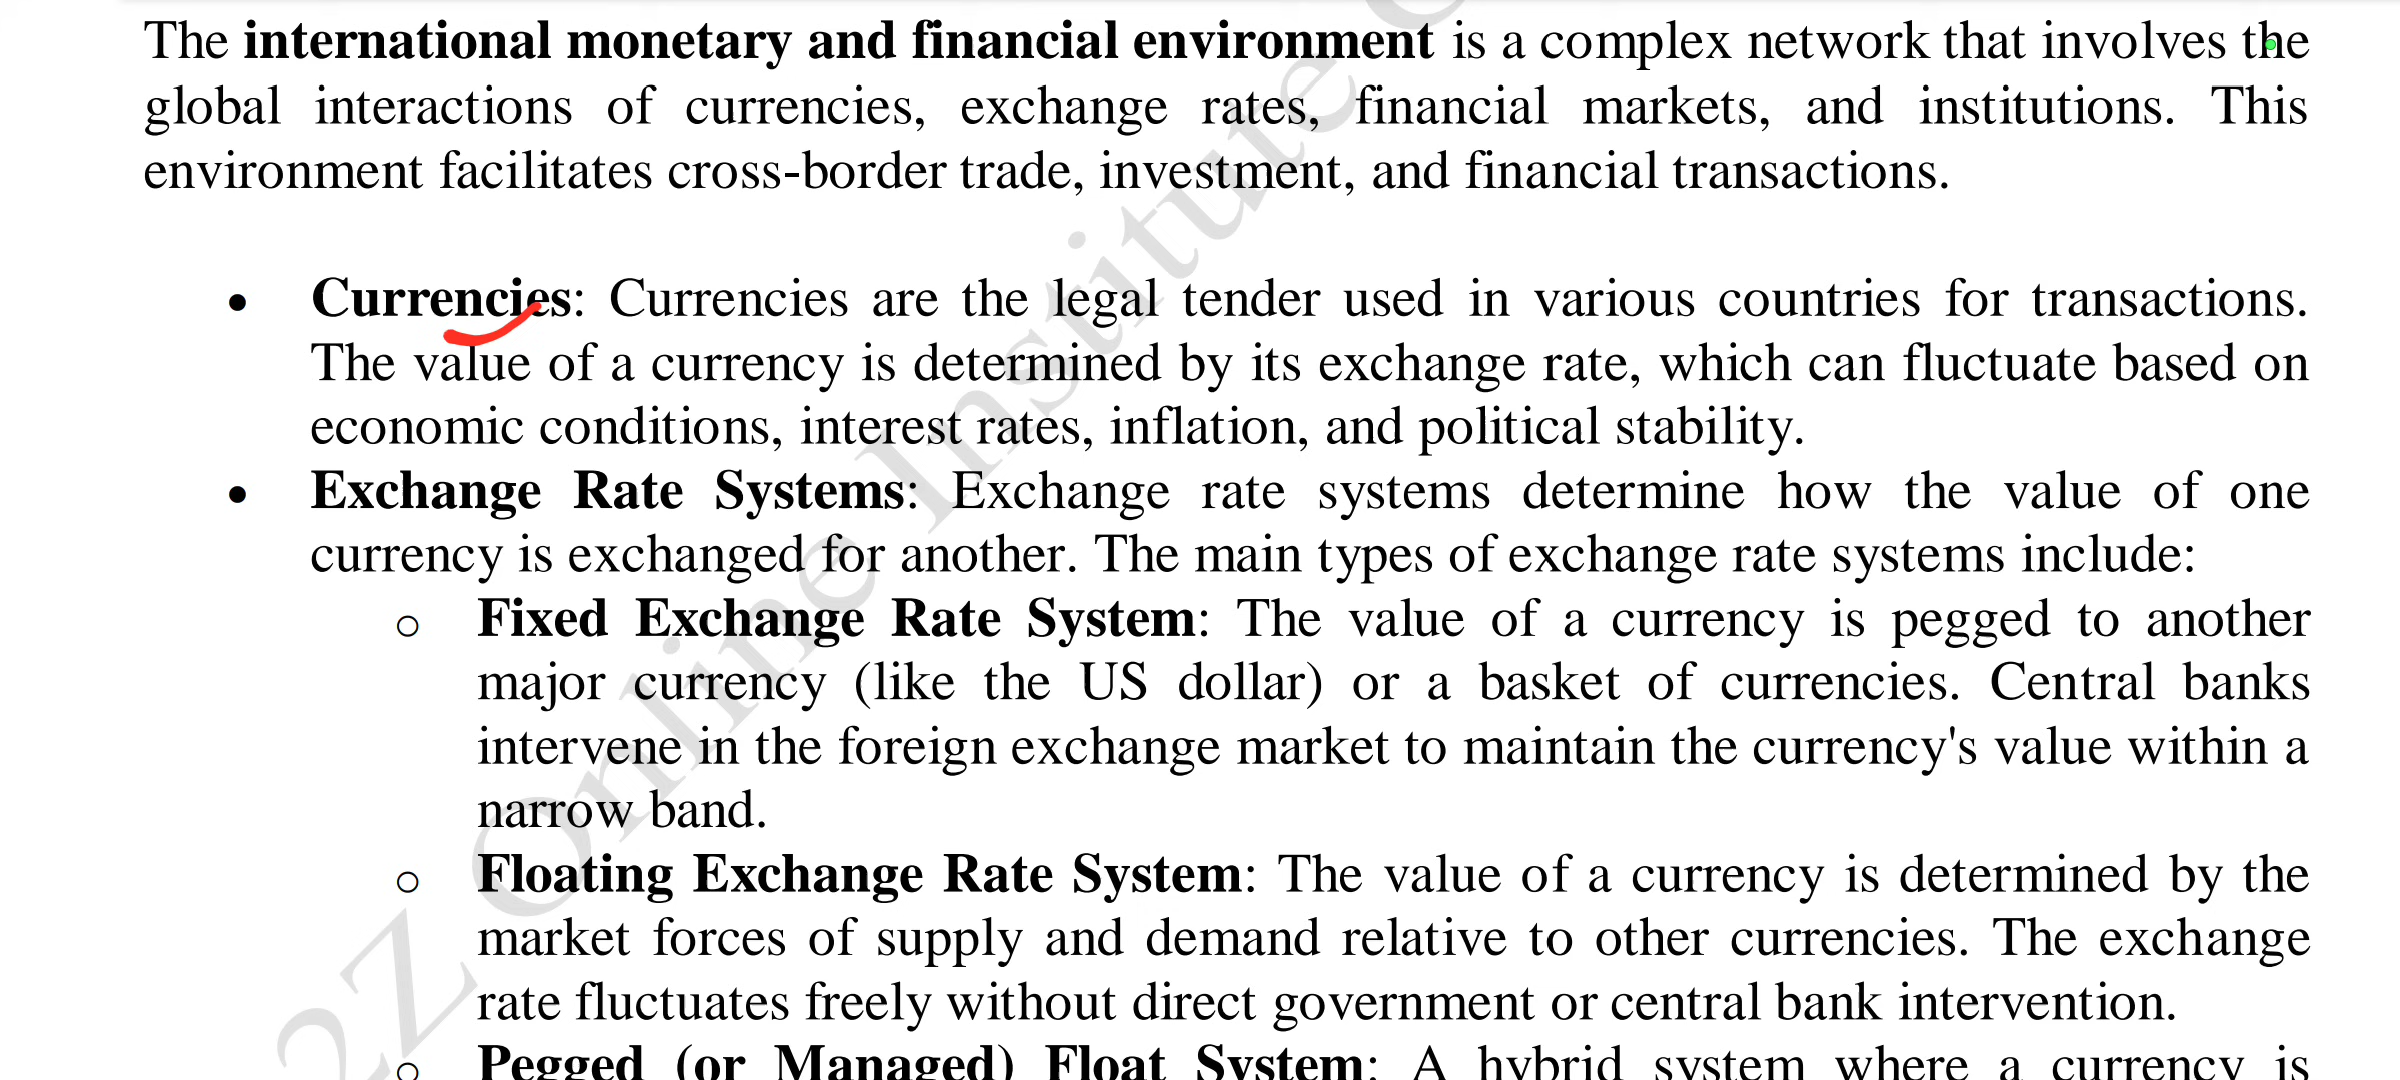 The international monetary and financial environment is a complex network that involves the
global interactions of currencies, exchange rates, financial markets, and institutions. This
environment facilitates cross-border trade, investment, and financial transactions.
• Currencies: Currencies are the legal tender used in various countries for transactions.
The value of a currency is determined by its exchange rate, which can fluctuate based on
economic conditions, interest rates, inflation, and political stability.
• Exchange Rate Systems: Exchange rate systems determine how the value of one
currency is exchanged for another. The main types of exchange rate systems include:
○ Fixed Exchange Rate System: The value of a currency is pegged to another
major currency (like the US dollar) or a basket of currencies. Central banks
intervene in the foreign exchange market to maintain the currency's value within a
narrow band.
○ Floating Exchange Rate System: The value of a currency is determined by the
market forces of supply and demand relative to other currencies. The exchange
rate fluctuates freely without direct government or central bank intervention.
○ Pegged (or Managed) Float System: A hybrid system where a currency is
2Z Online Institute